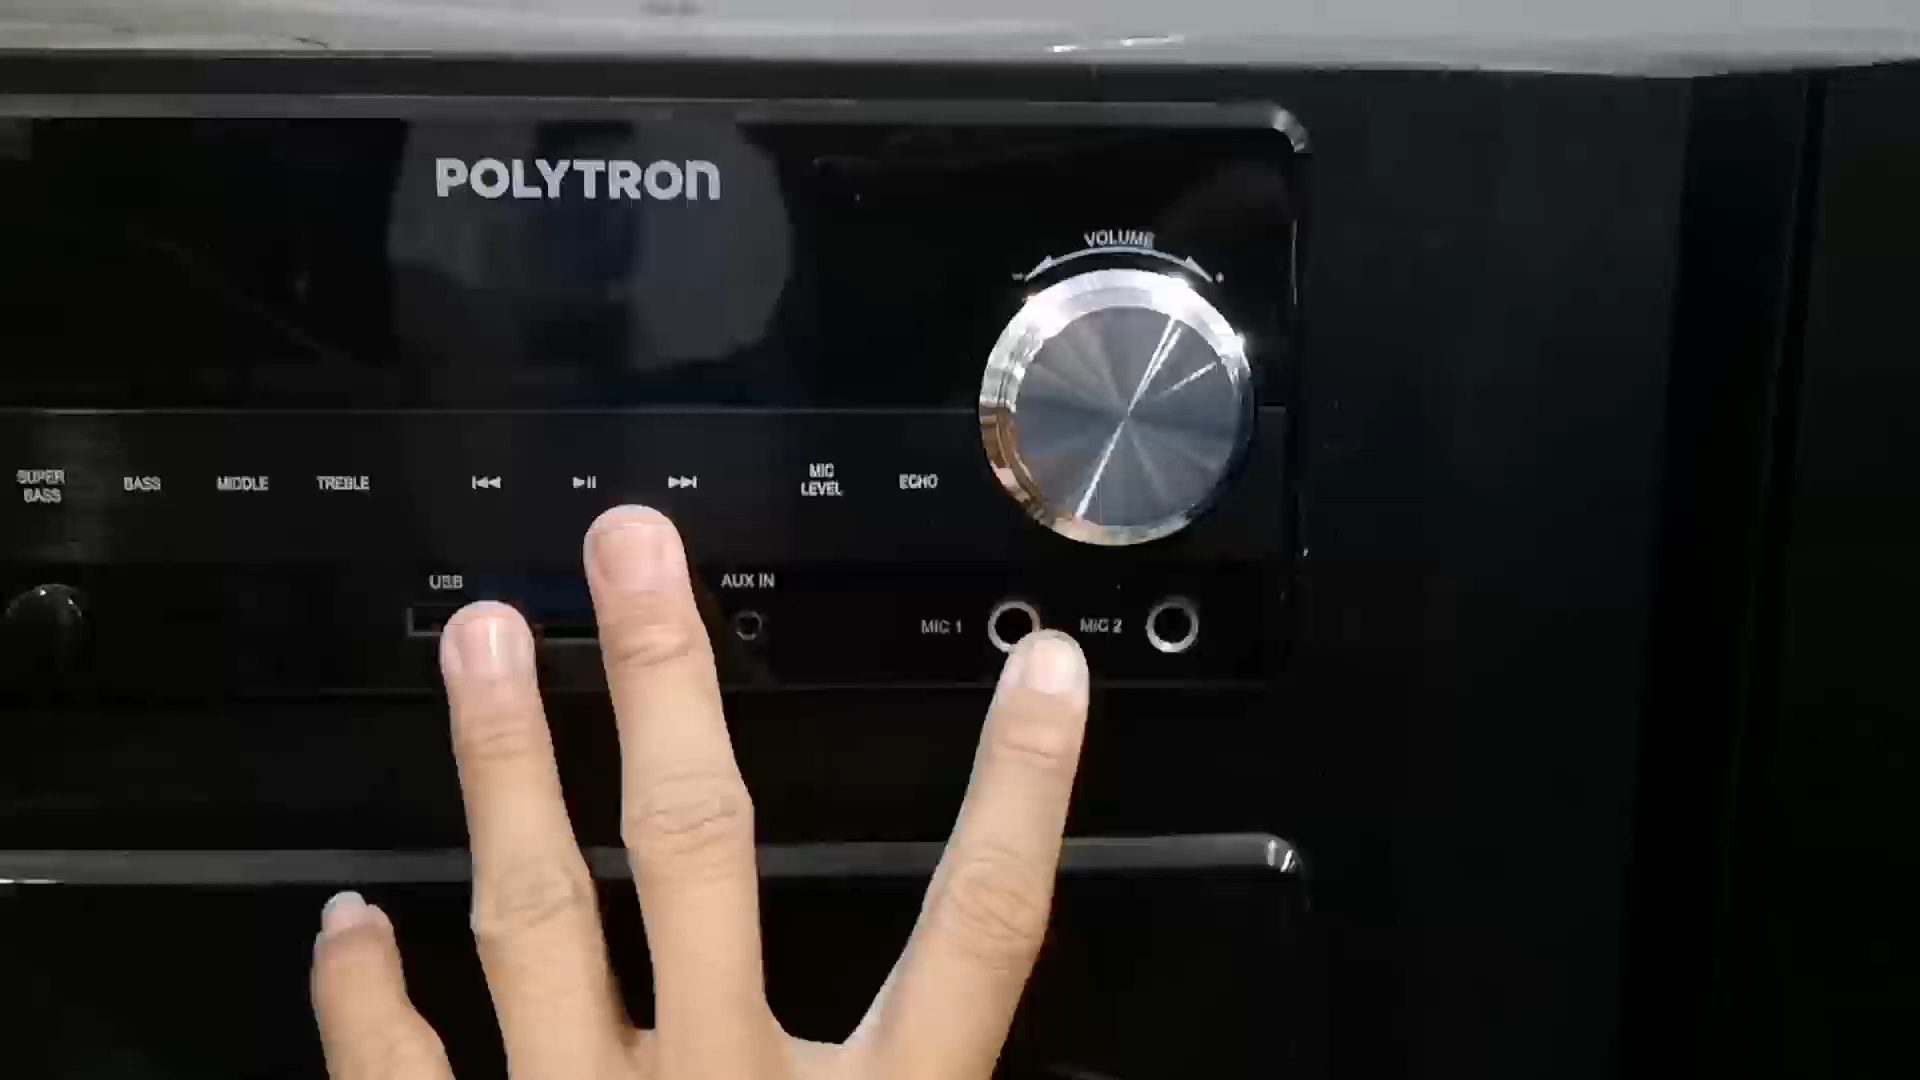 POLYTRON
VOLUME
- +
SUPER
BASS
BASS
MIDDLE
TREBLE
MIC
LEVEL
ECHO
USB
AUX IN
MIC 1
MIC 2